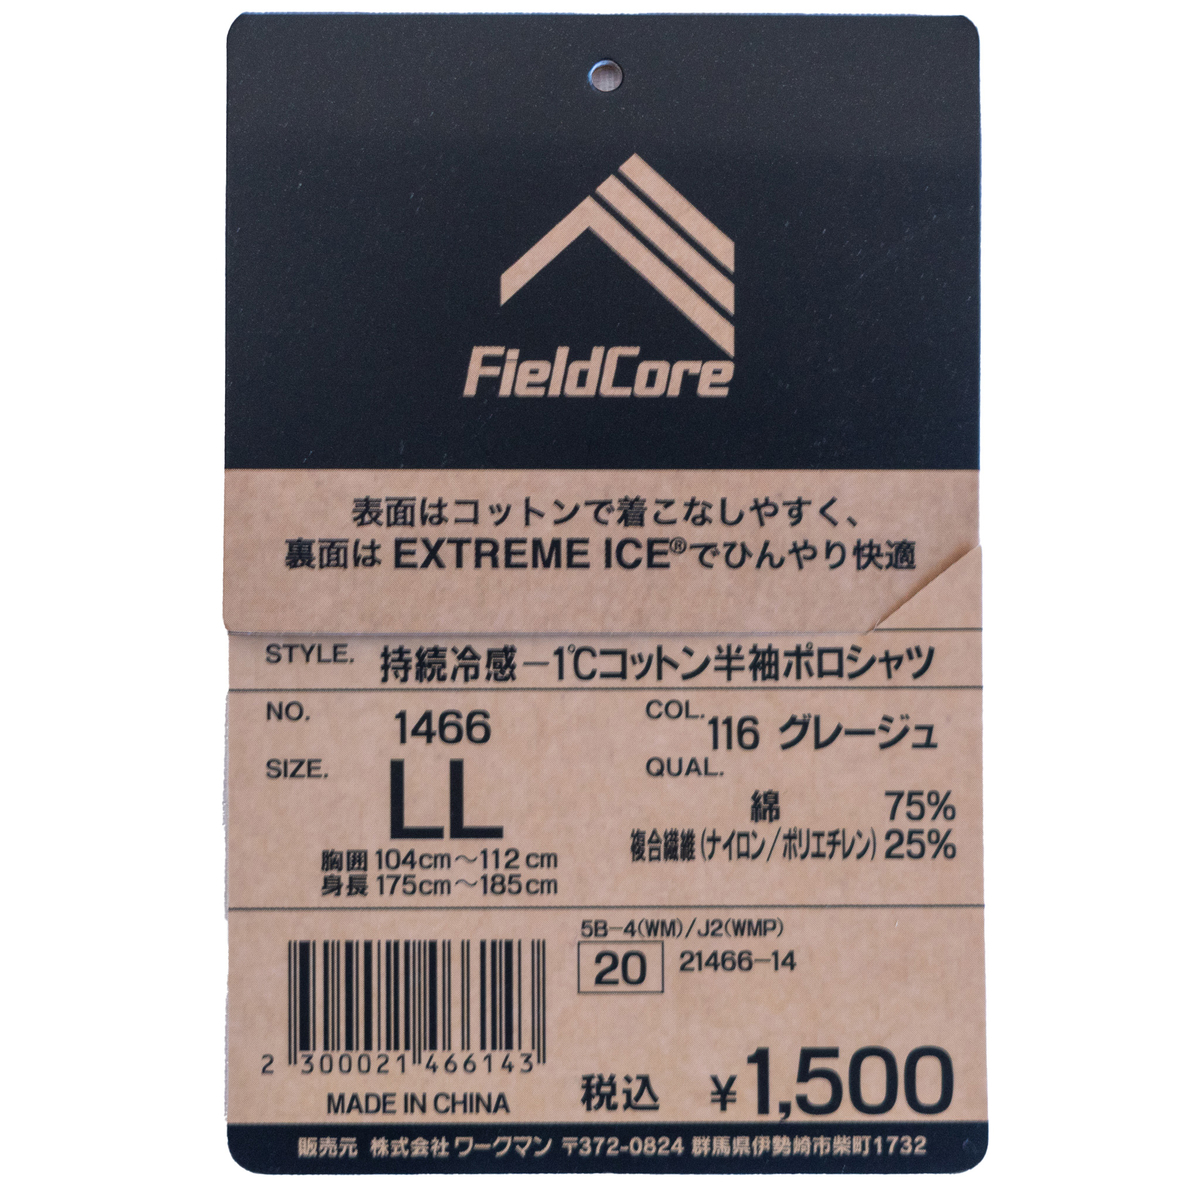 FieldCore
表面はコットンで着こなしやすく、
裏面は EXTREME ICE®でひんやり快適
STYLE. 持続冷感-1℃コットン半袖ポロシャツ
NO. 1466
COL. 116 グレージュ
SIZE. LL
胸囲 104cm～112cm
身長 175cm～185cm
QUAL.
綿 75%
複合繊維(ナイロン/ポリエチレン) 25%
5B-4(WM)/J2(WMP)
20 21466-14
2 300021 466143
MADE IN CHINA
税込 ¥1,500
販売元 株式会社 ワークマン 〒372-0824 群馬県伊勢崎市柴町1732